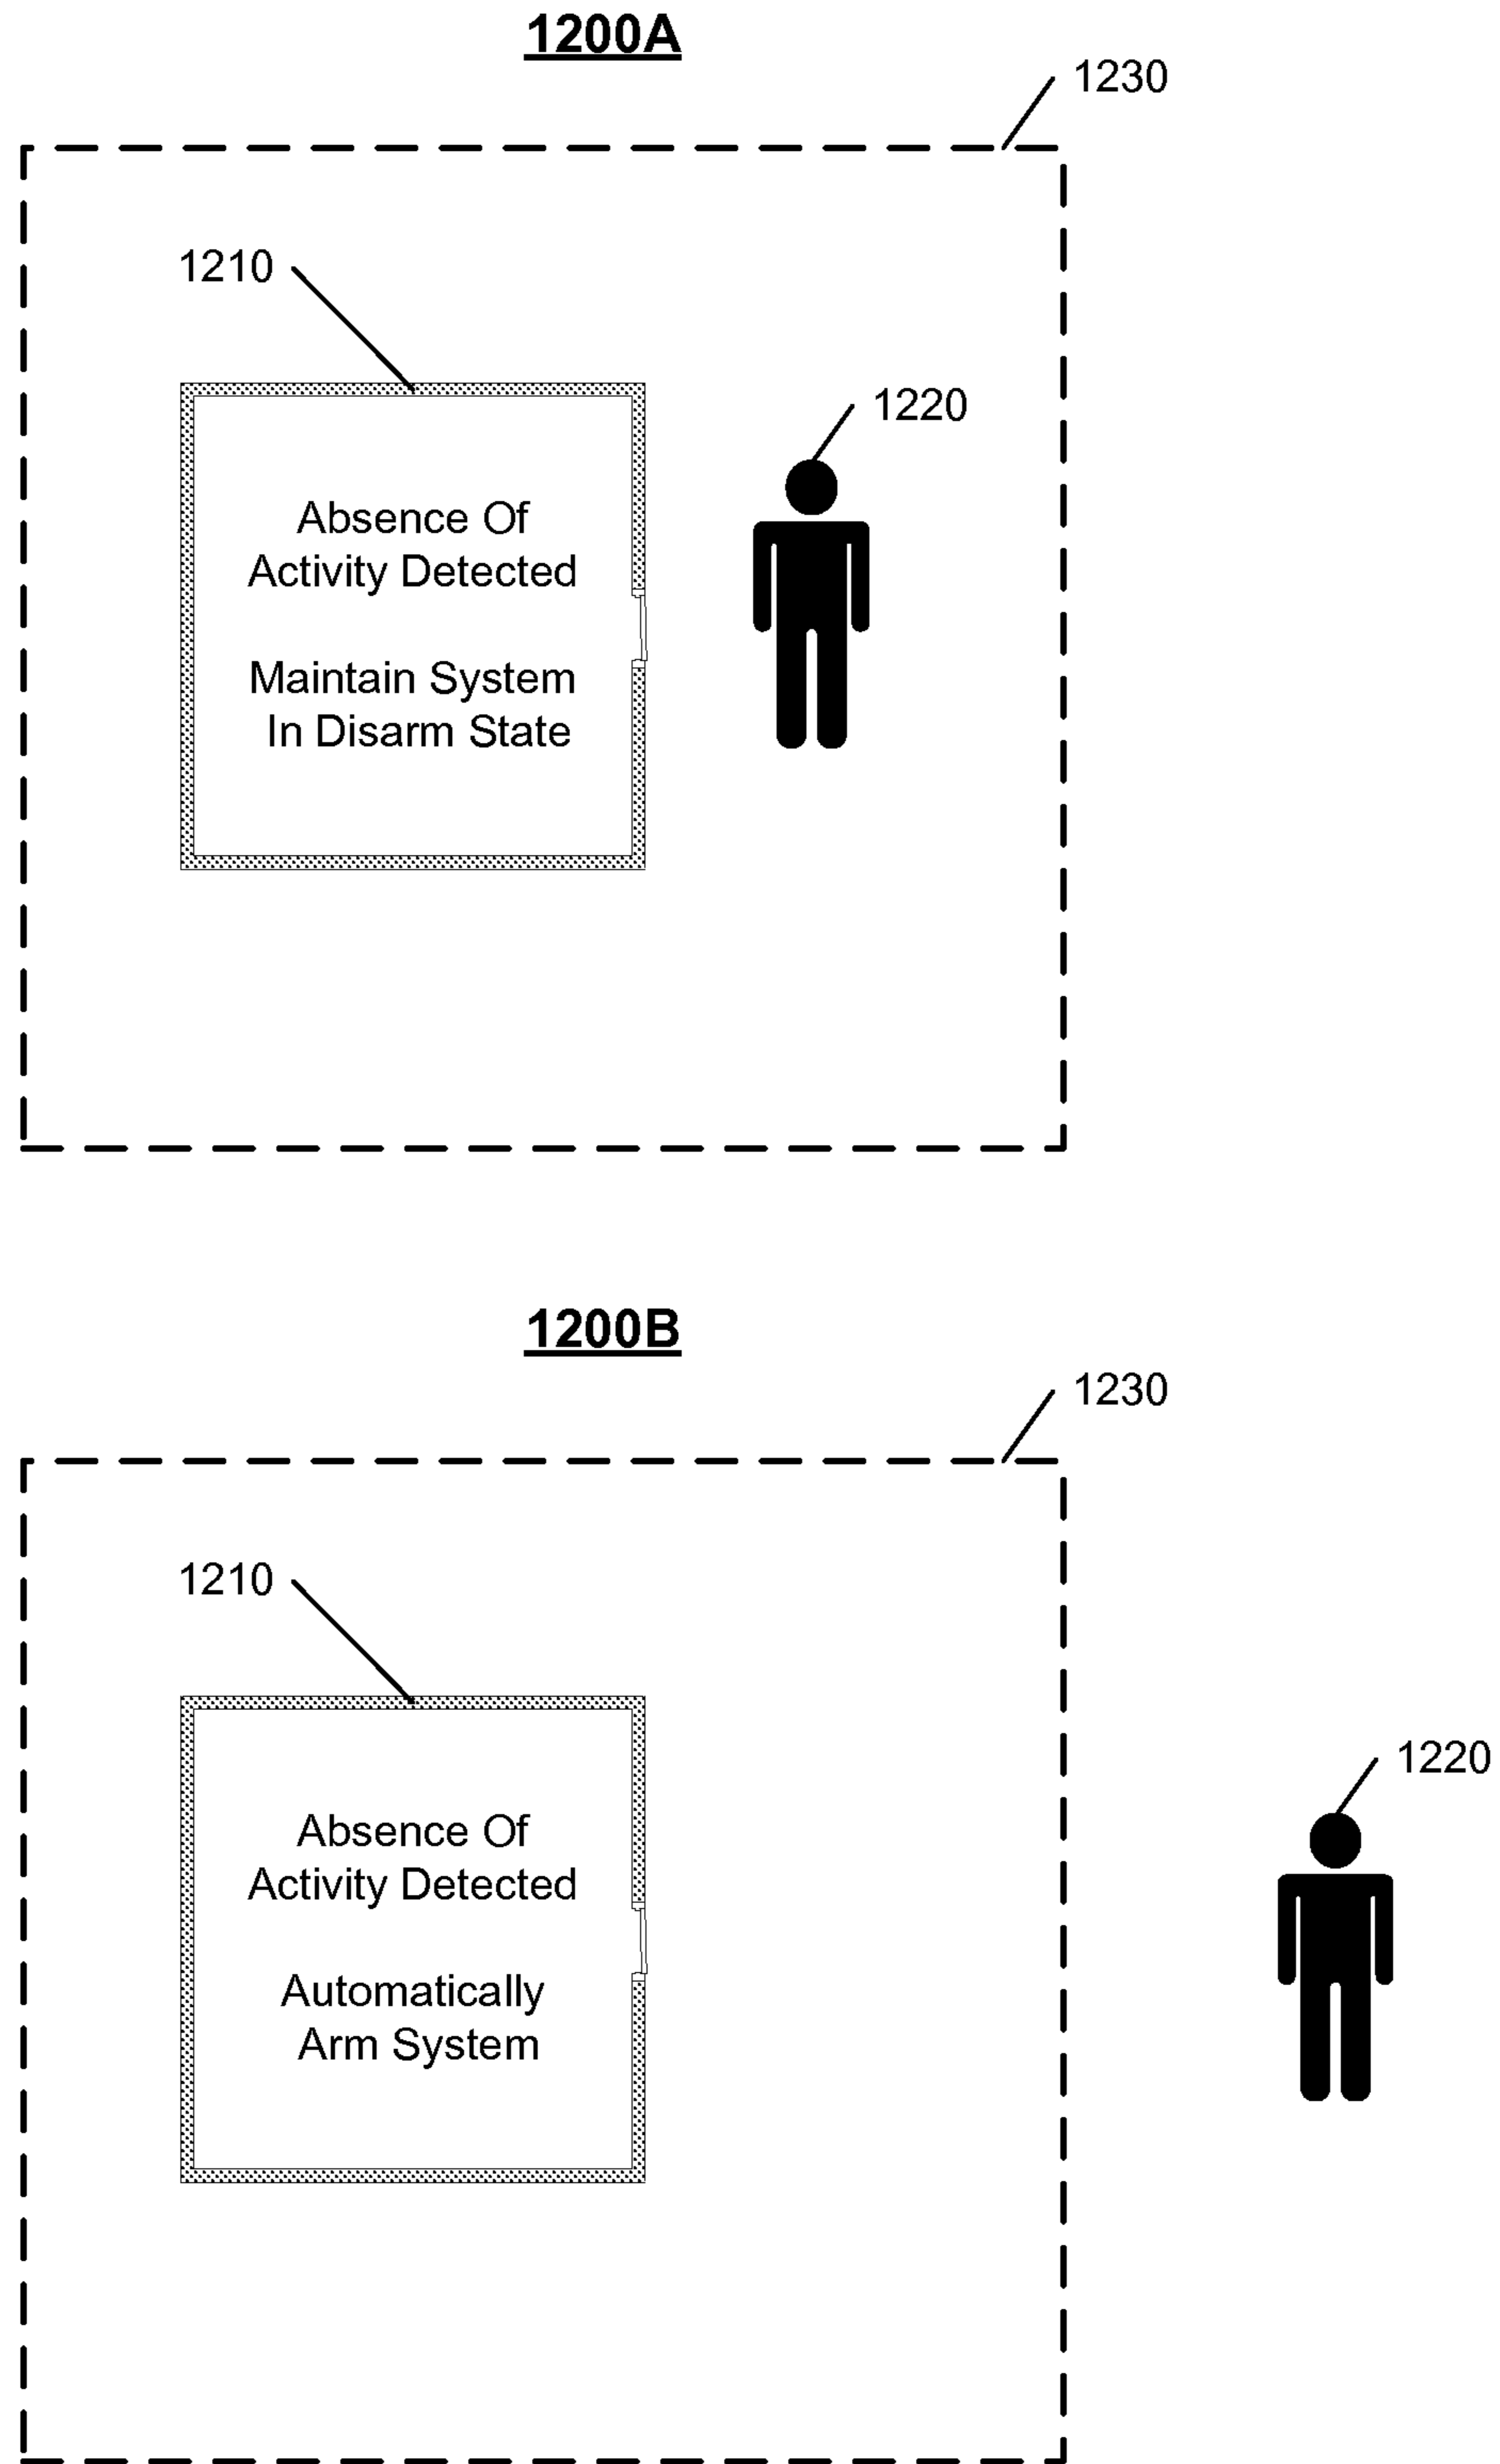 1200A
1230
1210
1220
Absence Of
Activity Detected
Maintain System
In Disarm State
1200B
1230
1210
1220
Absence Of
Activity Detected
Automatically
Arm System